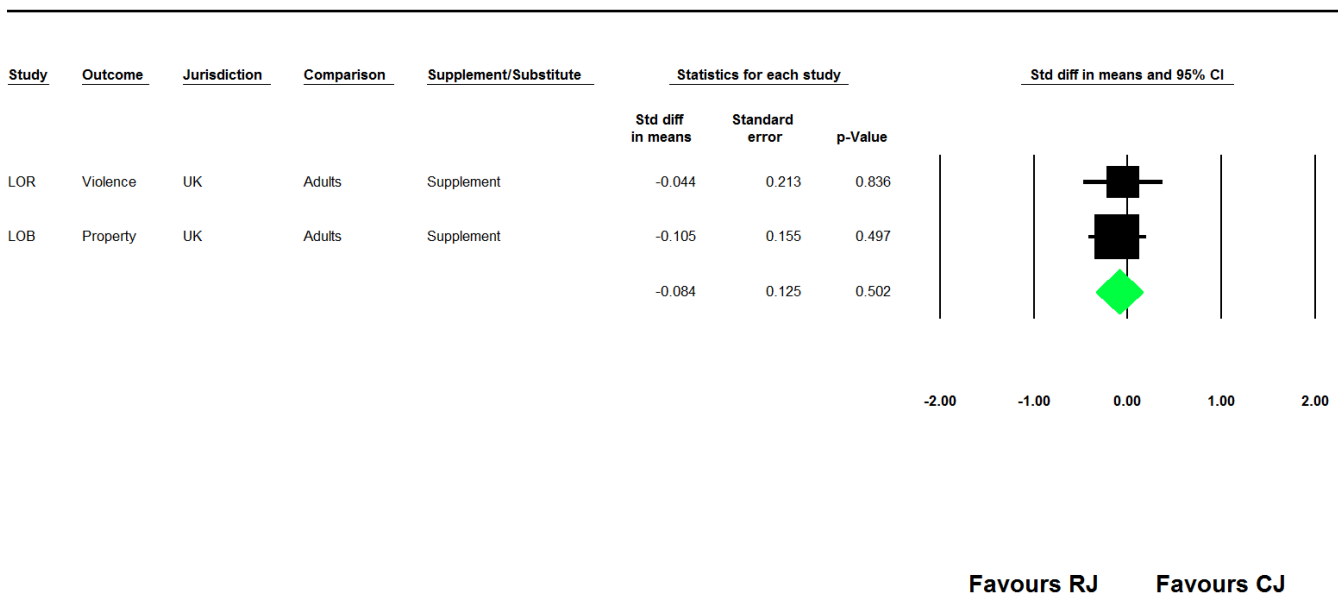 Study Outcome Jurisdiction Comparison Supplement/Substitute Statistics for each study Std diff in means and 95% CI
Std diff in means Standard error p-Value
LOR Violence UK Adults Supplement -0.044 0.213 0.836
LOB Property UK Adults Supplement -0.105 0.155 0.497
-0.084 0.125 0.502
-2.00 -1.00 0.00 1.00 2.00
Favours RJ Favours CJ